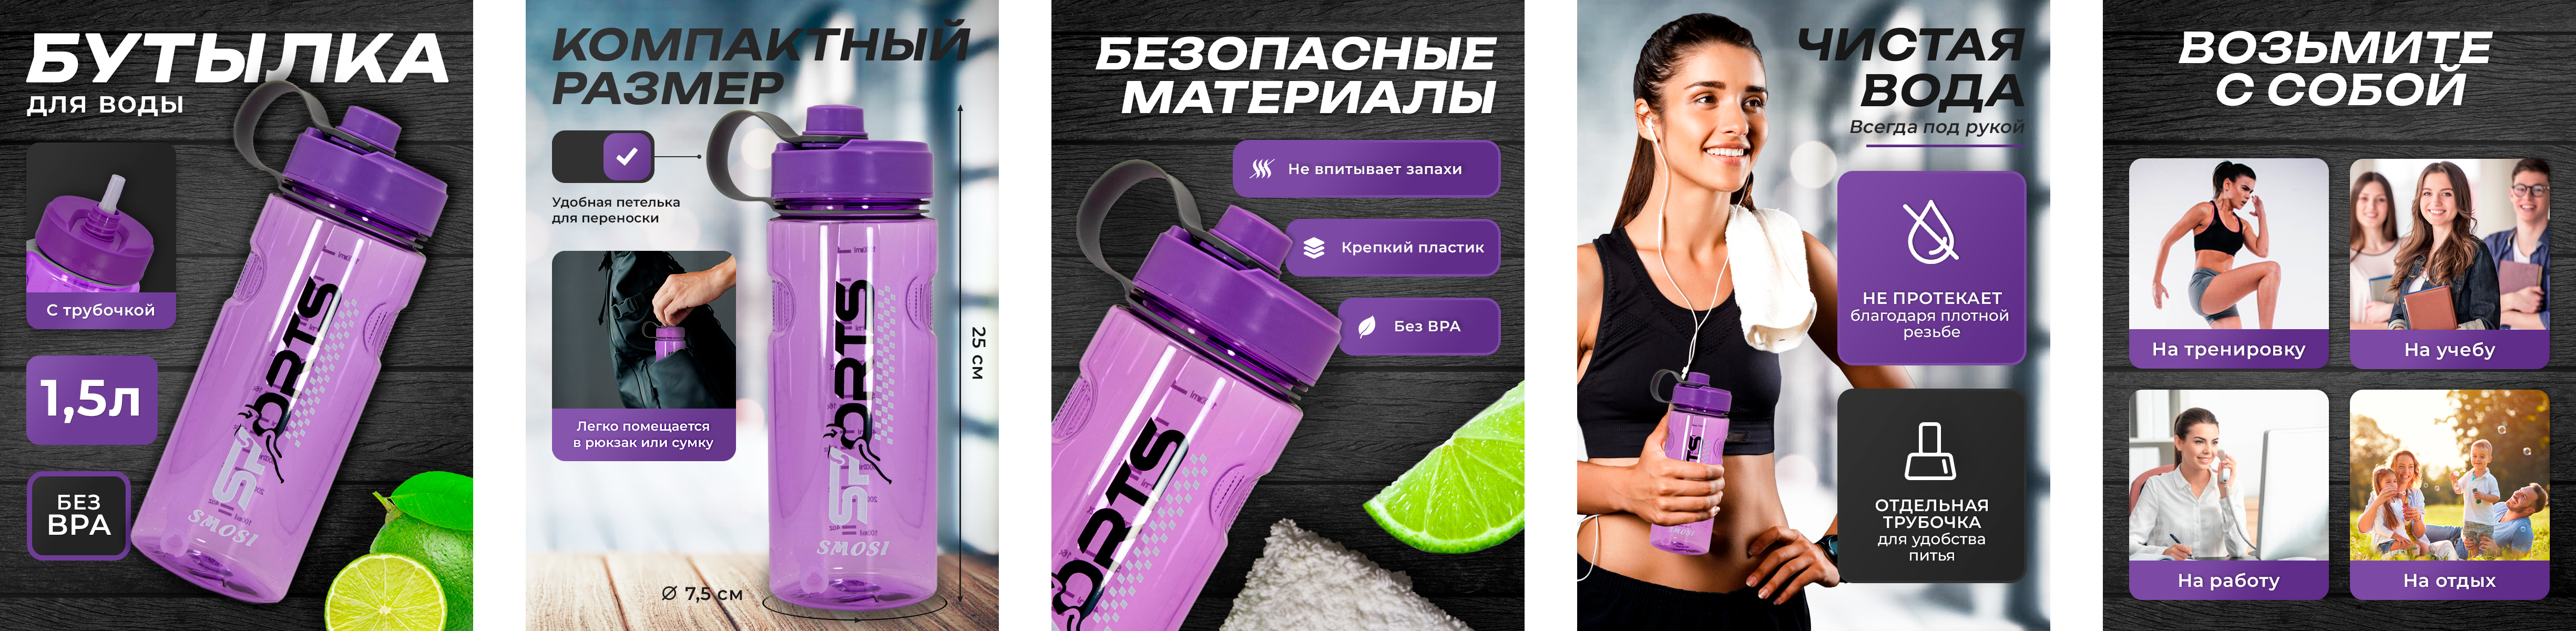 БУТЫЛКА
для воды
С трубочкой
1,5л
БЕЗ
BPA
SMOSI
КОМПАКТНЫЙ
РАЗМЕР
Удобная петелька
для переноски
Легко помещается
в рюкзак или сумку
25 см
SMOSI
Ø 7,5 см
БЕЗОПАСНЫЕ
МАТЕРИАЛЫ
Не впитывает запахи
Крепкий пластик
Без BPA
ЧИСТАЯ
ВОДА
Всегда под рукой
НЕ ПРОТЕКАЕТ
благодаря плотной
резьбе
ОТДЕЛЬНАЯ
ТРУБОЧКА
для удобства
питья
ВОЗЬМИТЕ
С СОБОЙ
На тренировку
На учебу
На работу
На отдых